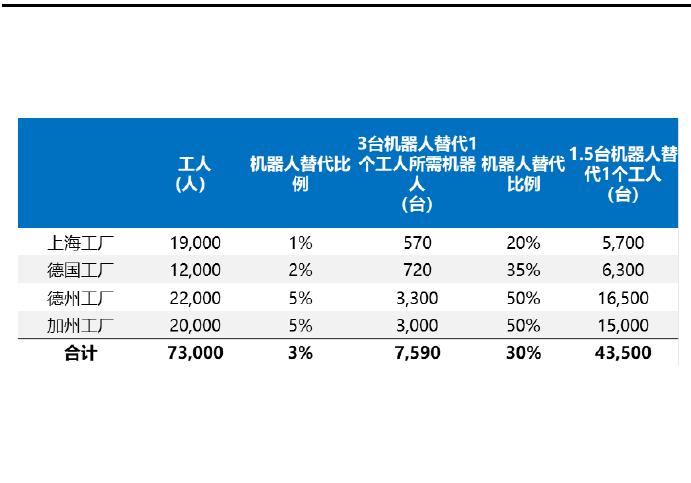 工人
(人)
机器人替代比
例
3台机器人替代1
个工人所需机器
人
(台)
机器人替代
比例
1.5台机器人替
代1个工人
(台)
上海工厂 19,000 1% 570 20% 5,700
德国工厂 12,000 2% 720 35% 6,300
德州工厂 22,000 5% 3,300 50% 16,500
加州工厂 20,000 5% 3,000 50% 15,000
合计 73,000 3% 7,590 30% 43,500